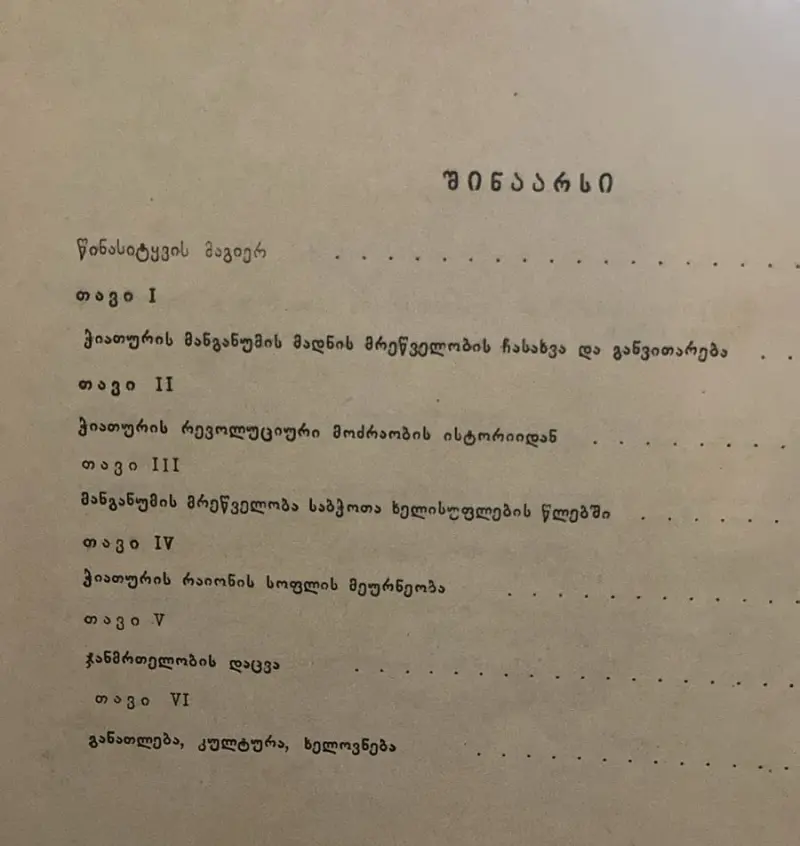 შინაარსი
წინასიტყვის მაგიერ . . . . . . . . . . . . . . . . . .
თავი I
ჭიათურის მანგანუმის მადნის მრეწველობის ჩასახვა და განვითარება . .
თავი II
ჭიათურის რევოლუციური მოძრაობის ისტორიიდან . . . . . . . .
თავი III
მანგანუმის მრეწველობა საბჭოთა ხელისუფლების წლებში . . . . . .
თავი IV
ჭიათურის რაიონის სოფლის მეურნეობა . . . . . . . . . . . .
თავი V
ჯანმრთელობის დაცვა . . . . . . . . . . . . . . . . . .
თავი VI
განათლება, კულტურა, ხელოვნება . . . . . . . . . . . . .